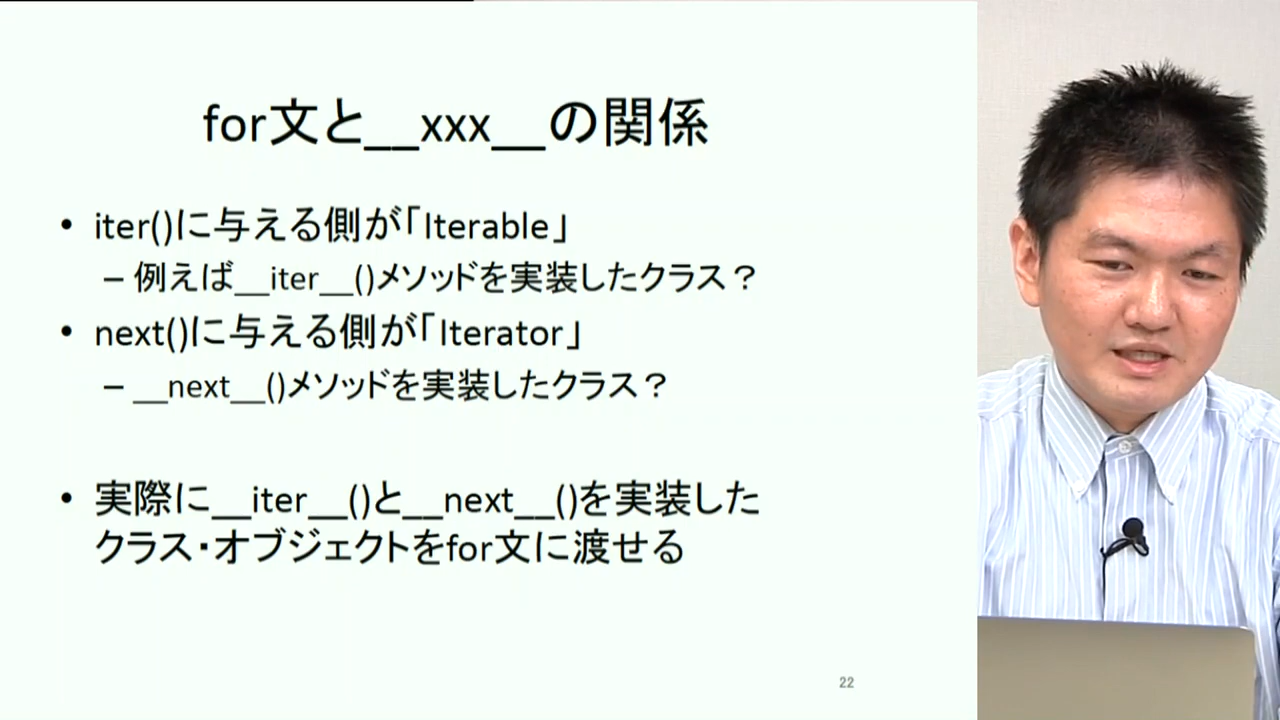 for文と__xxx__の関係
• iter()に与える側が「Iterable」
– 例えば__iter__()メソッドを実装したクラス？
• next()に与える側が「Iterator」
– __next__()メソッドを実装したクラス？
• 実際に__iter__()と__next__()を実装した
クラス・オブジェクトをfor文に渡せる
22